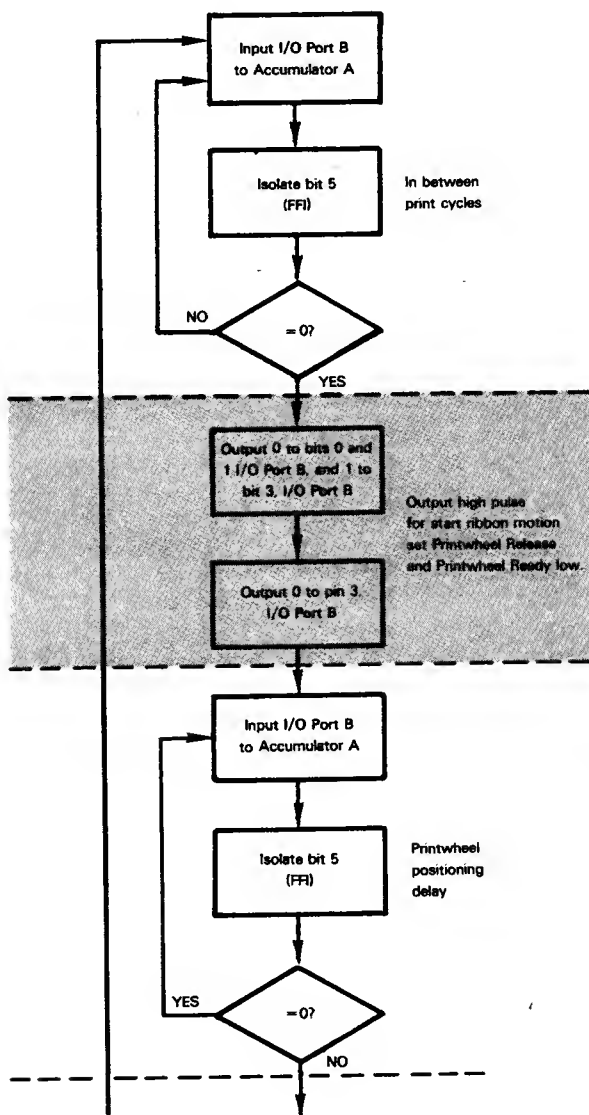 Input I/O Port B
to Accumulator A
Isolate bit 5
(FFI)
In between
print cycles
NO
= 0?
YES
Output 0 to bits 0 and
1 I/O Port B, and 1 to
bit 3, I/O Port B
Output high pulse
for start ribbon motion
set Printwheel Release
and Printwheel Ready low.
Output 0 to pin 3,
I/O Port B
Input I/O Port B
to Accumulator A
Isolate bit 5
(FFI)
Printwheel
positioning
delay
YES
= 0?
NO